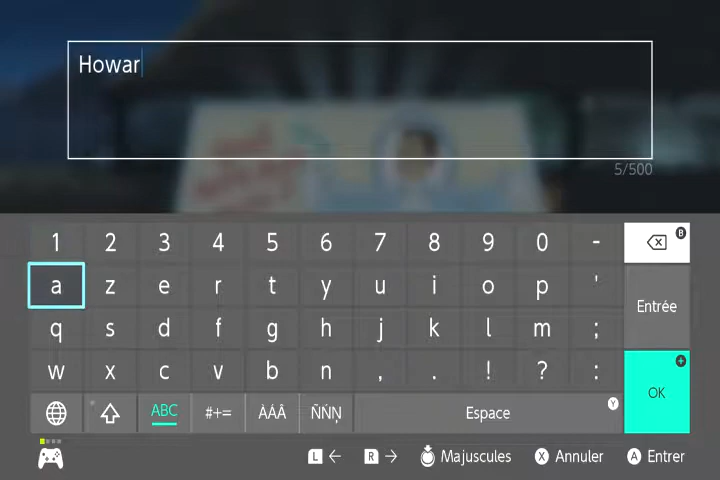 Howar
5/500
1 2 3 4 5 6 7 8 9 0 -
B
a z e r t y u i o p '
Entrée
q s d f g h j k l m ;
w x c v b n , . ! ? :
+
OK
ABC #+= ÀÁÂ ÑŃŅ Espace Y
L ← R → Majuscules X Annuler A Entrer